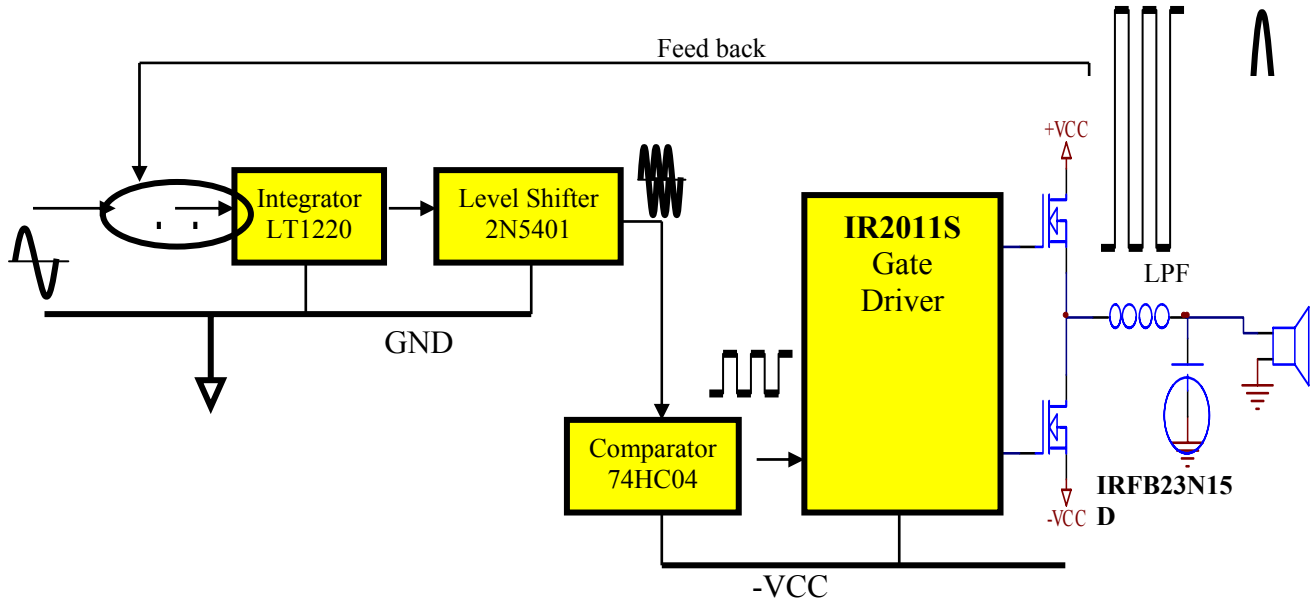 Feed back
+VCC
Integrator
LT1220
Level Shifter
2N5401
IR2011S
Gate
Driver
LPF
GND
Comparator
74HC04
IRFB23N15
D
-VCC
-VCC